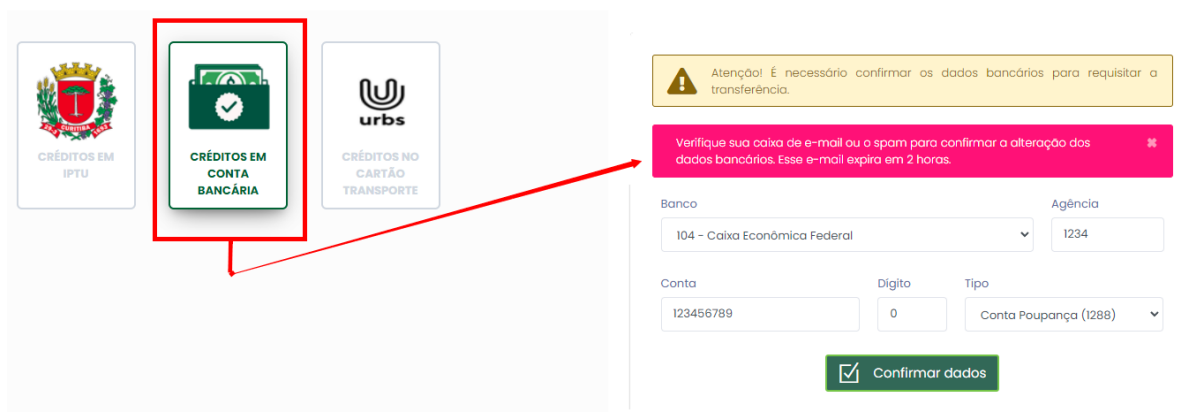 CURITIBA
CRÉDITOS EM
IPTU
CRÉDITOS EM
CONTA
BANCÁRIA
urbs
CRÉDITOS NO
CARTÃO
TRANSPORTE
Atenção! É necessário confirmar os dados bancários para requisitar a
transferência.
Verifique sua caixa de e-mail ou o spam para confirmar a alteração dos
dados bancários. Esse e-mail expira em 2 horas.
Banco
Agência
104 - Caixa Econômica Federal
1234
Conta
Dígito
Tipo
123456789
0
Conta Poupança (1288)
Confirmar dados